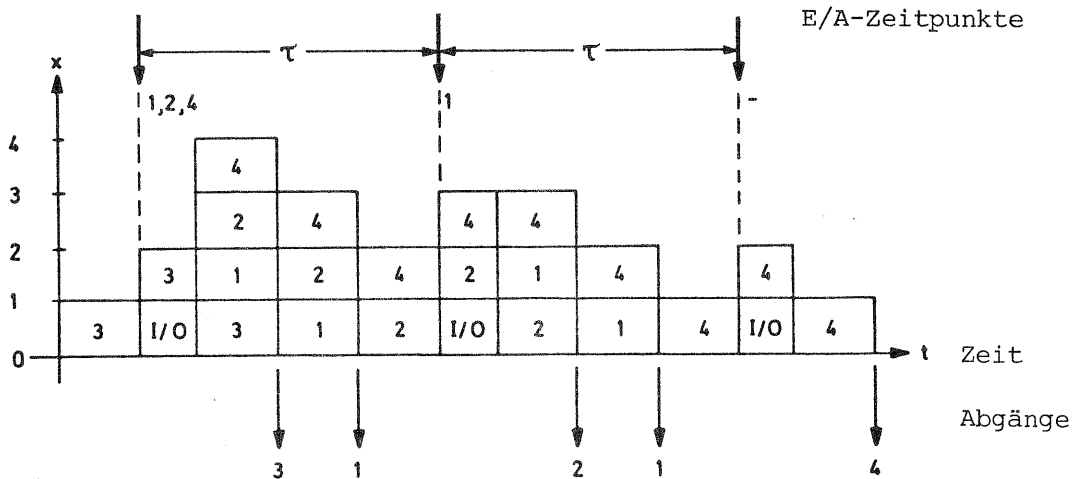 E/A-Zeitpunkte
τ τ
x
1,2,4 1 -
4 4
3 2 4 4 4
2 3 1 2 4 2 1 4 4
1 3 I/O 3 1 2 I/O 2 1 4 I/O 4
0 t Zeit
Abgänge
3 1 2 1 4